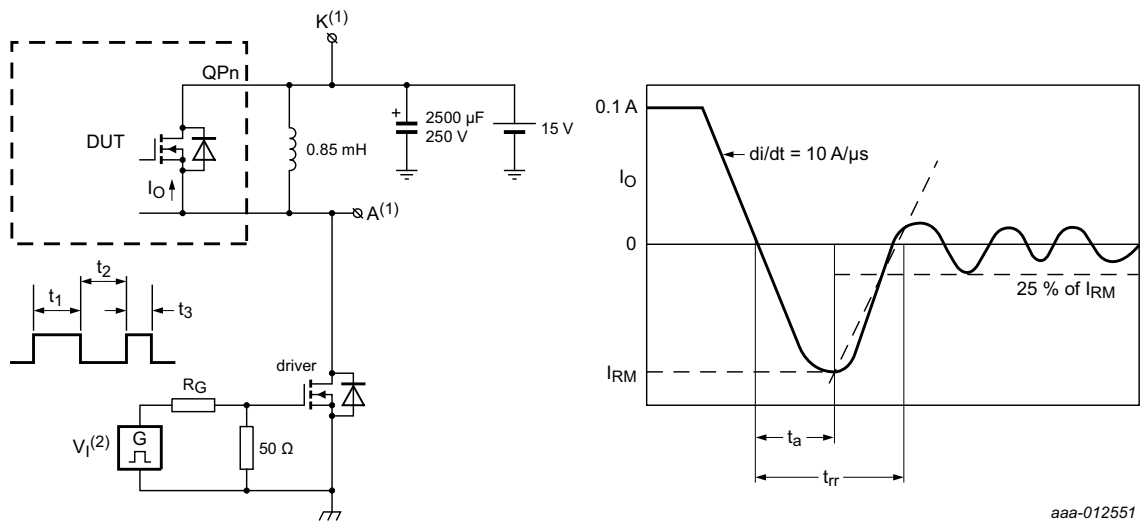 K(1)
QPn
DUT
IO
0.85 mH
+
2500 µF
250 V
15 V
A(1)
t1
t2
t3
driver
RG
VI(2)
G
50 Ω
0.1 A
di/dt = 10 A/µs
IO
0
25 % of IRM
IRM
ta
trr
aaa-012551